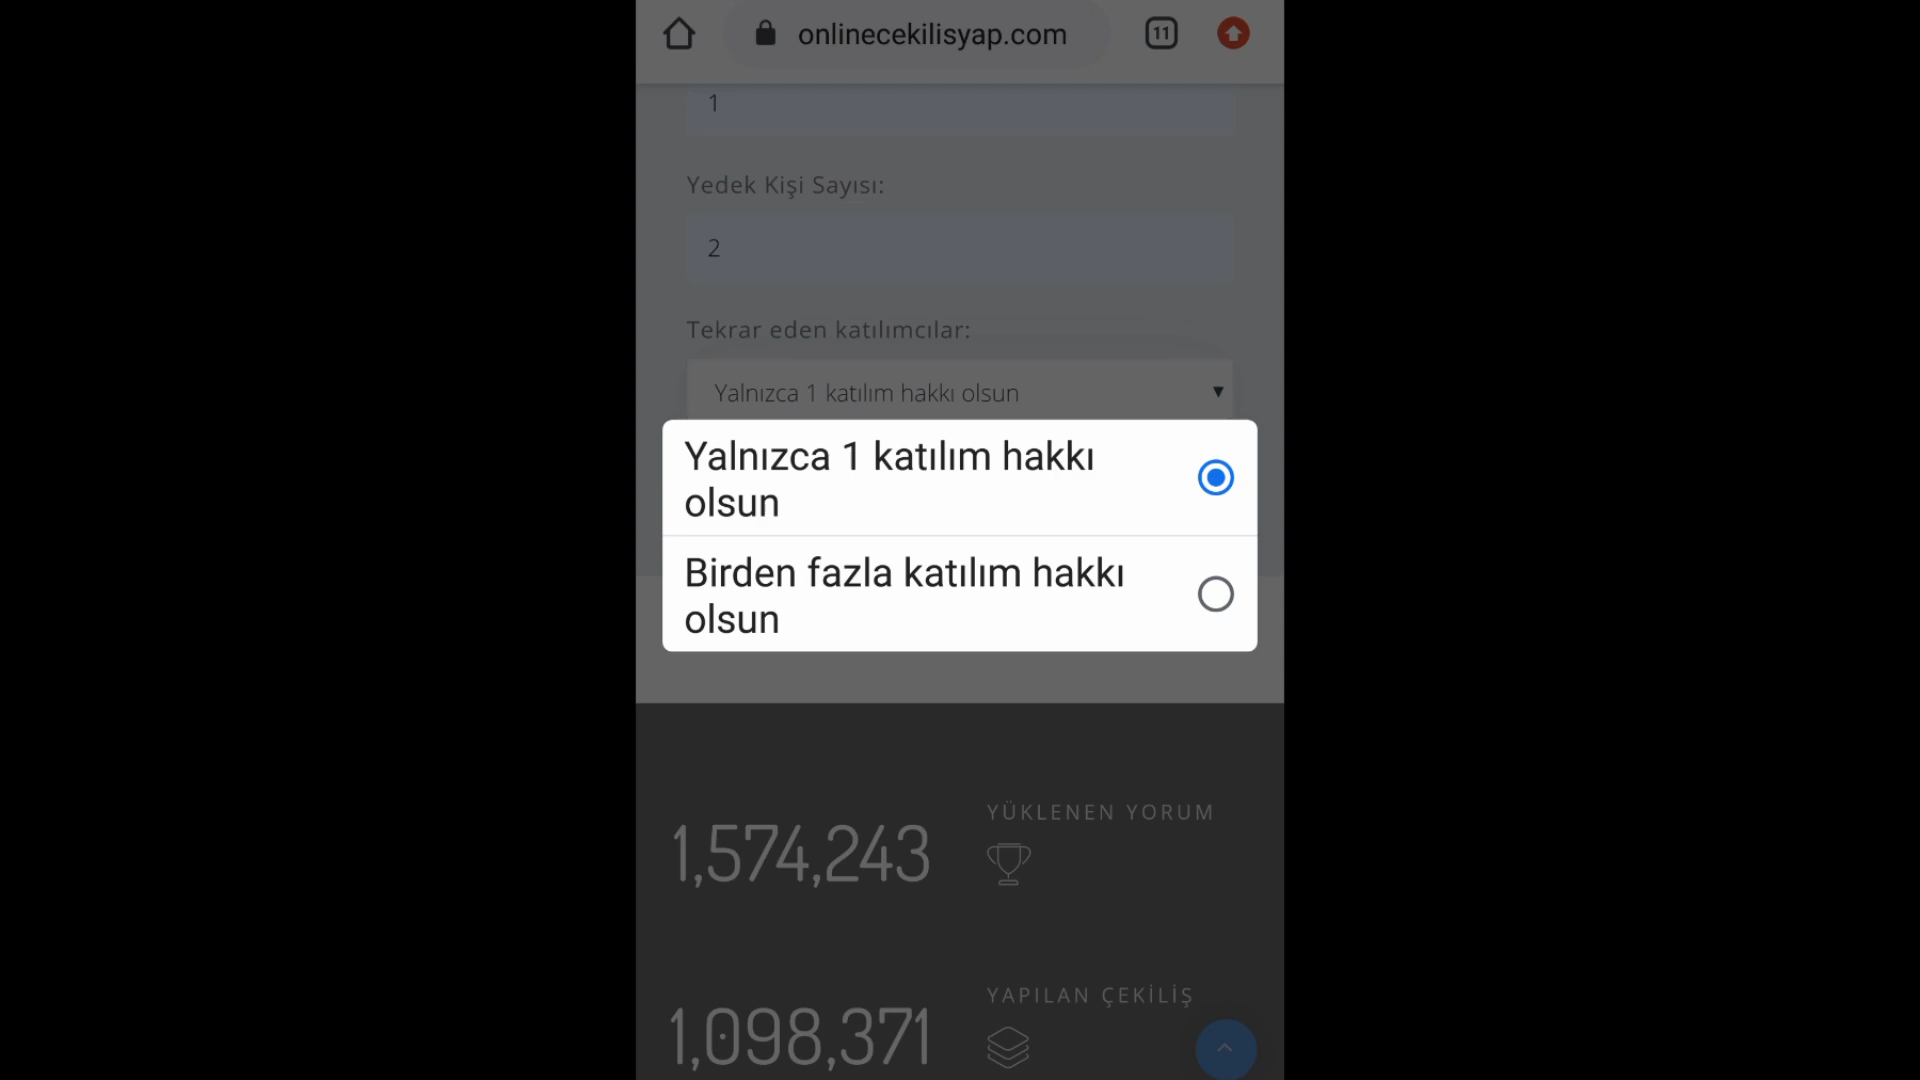 onlinecekilisyap.com
11
1
Yedek Kişi Sayısı:
2
Tekrar eden katılımcılar:
Yalnızca 1 katılım hakkı olsun
Yalnızca 1 katılım hakkı
olsun
Birden fazla katılım hakkı
olsun
YÜKLENEN YORUM
1,574,243
YAPILAN ÇEKİLİŞ
1,098,371